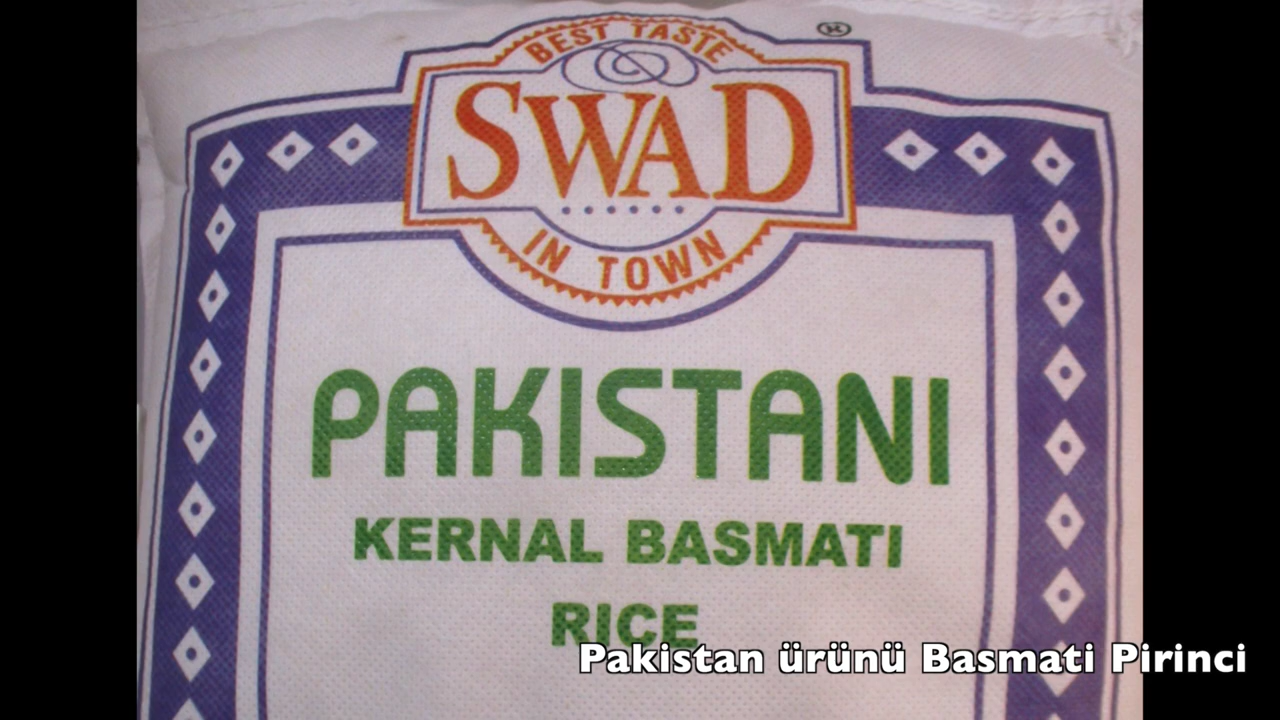 BEST TASTE
SWAD
IN TOWN
PAKISTANI
KERNAL BASMATI
RICE
Pakistan ürünü Basmati Pirinci